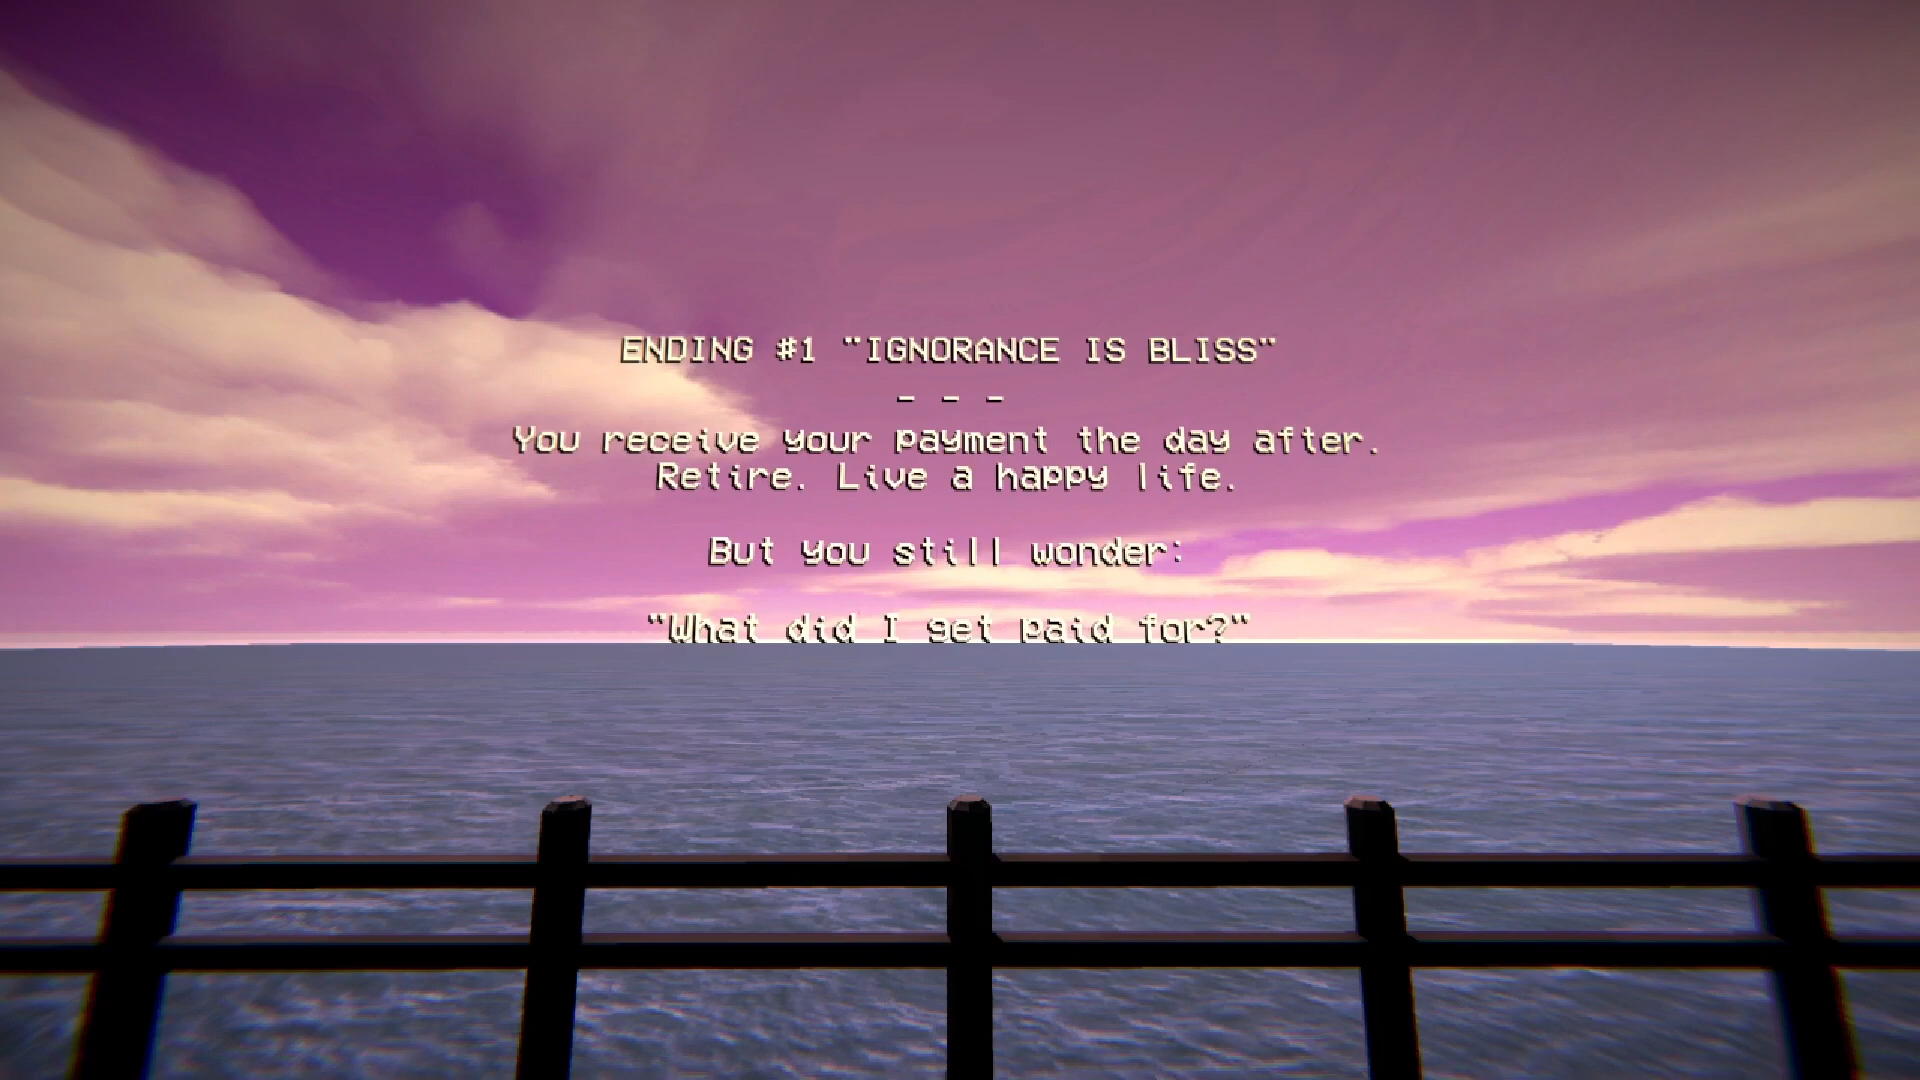 ENDING #1 "IGNORANCE IS BLISS"
- - -
You receive your payment the day after.
Retire. Live a happy life.
But you still wonder:
"What did I get paid for?"